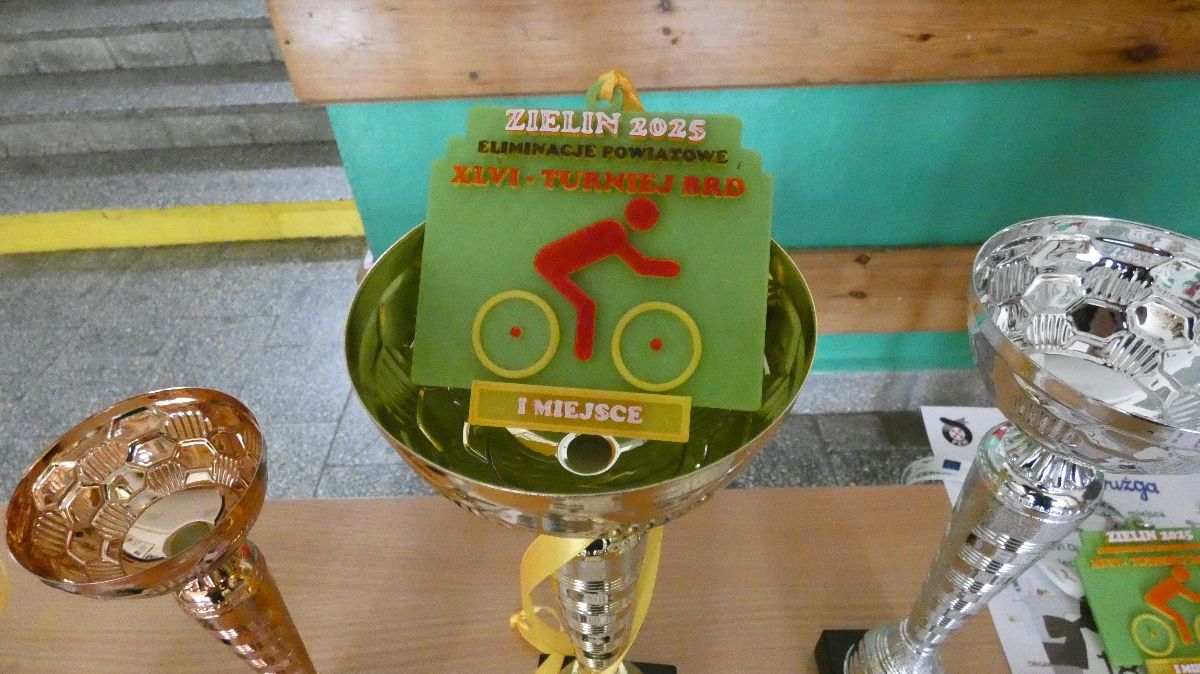 ZIELIN 2025
ELIMINACJE POWIATOWE
XLVI - TURNIEJ BRD
I MIEJSCE
ZIELIN 2025